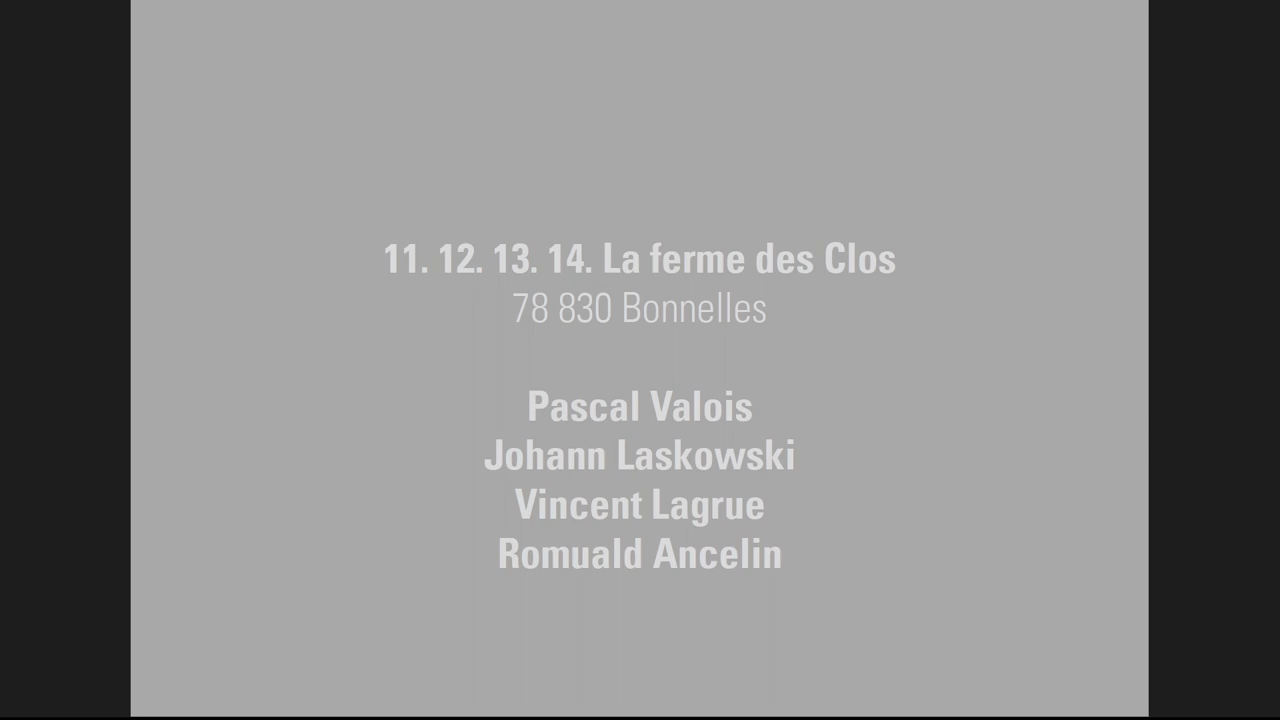 11. 12. 13. 14. La ferme des Clos
78 830 Bonnelles
Pascal Valois
Johann Laskowski
Vincent Lagrue
Romuald Ancelin